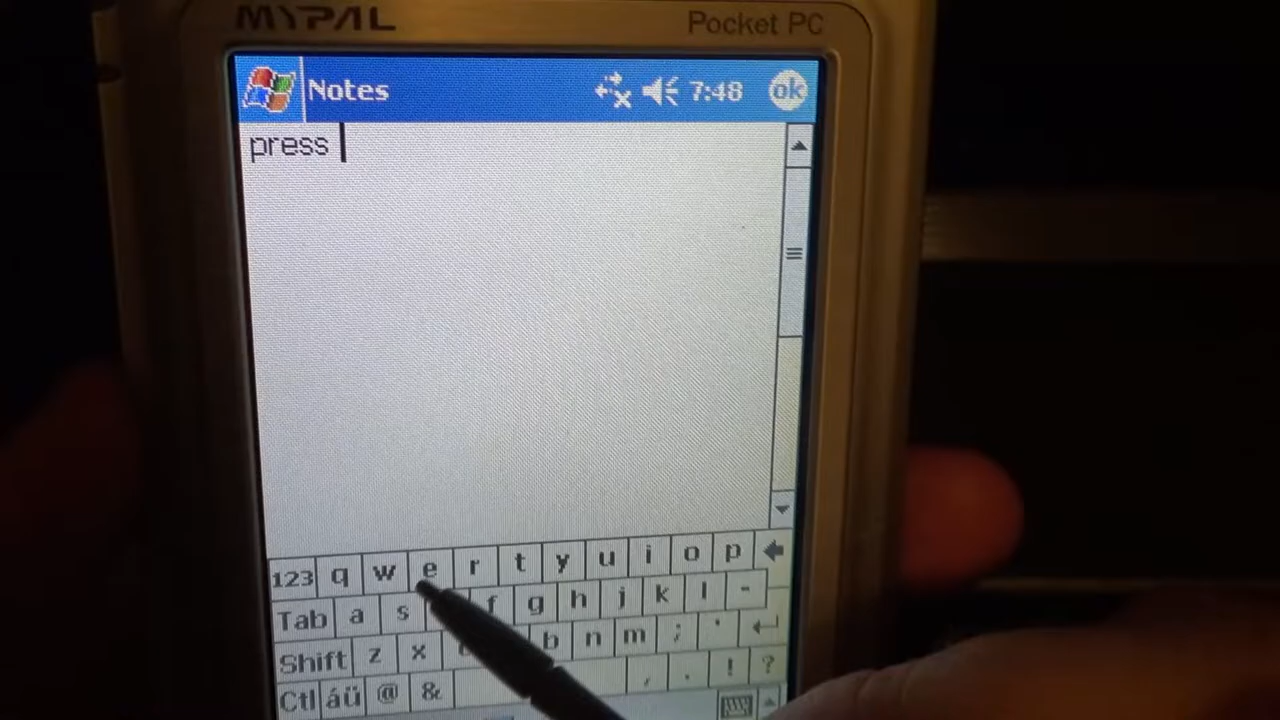 MYPAL Pocket PC
Notes 7:48 ok
press
123 q w e r t y u i o p
Tab a s f g h j k l -
Shift z x b n m ; '
Ctl áü @ & , . ! ?